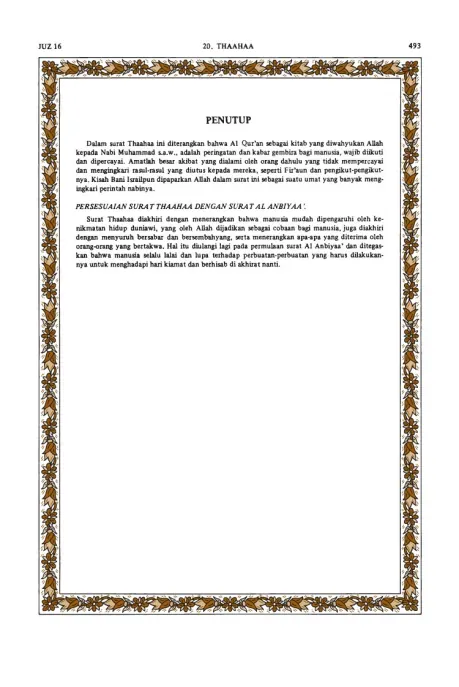 JUZ 16 20. THAAHAA 493
PENUTUP
Dalam surat Thaahaa ini diterangkan bahwa Al Qur'an sebagai kitab yang diwahyukan Allah
kepada Nabi Muhammad s.a.w., adalah peringatan dan kabar gembira bagi manusia, wajib diikuti
dan dipercayai. Amatlah besar akibat yang dialami oleh orang dahulu yang tidak mempercayai
dan mengingkari rasul-rasul yang diutus kepada mereka, seperti Fir'aun dan pengikut-pengikut-
nya. Kisah Bani Israilpun dipaparkan Allah dalam surat ini sebagai suatu umat yang banyak meng-
ingkari perintah nabinya.
PERSESUAIAN SURAT THAAHAA DENGAN SURAT AL ANBIYAA'.
Surat Thaahaa diakhiri dengan menerangkan bahwa manusia mudah dipengaruhi oleh ke-
nikmatan hidup duniawi, yang oleh Allah dijadikan sebagai cobaan bagi manusia, juga diakhiri
dengan menyuruh bersabar dan bersembahyang, serta menerangkan apa-apa yang diterima oleh
orang-orang yang bertakwa. Hal itu diulangi lagi pada permulaan surat Al Anbiyaa' dan ditegas-
kan bahwa manusia selalu lalai dan lupa terhadap perbuatan-perbuatan yang harus dilakukan-
nya untuk menghadapi hari kiamat dan berhisab di akhirat nanti.